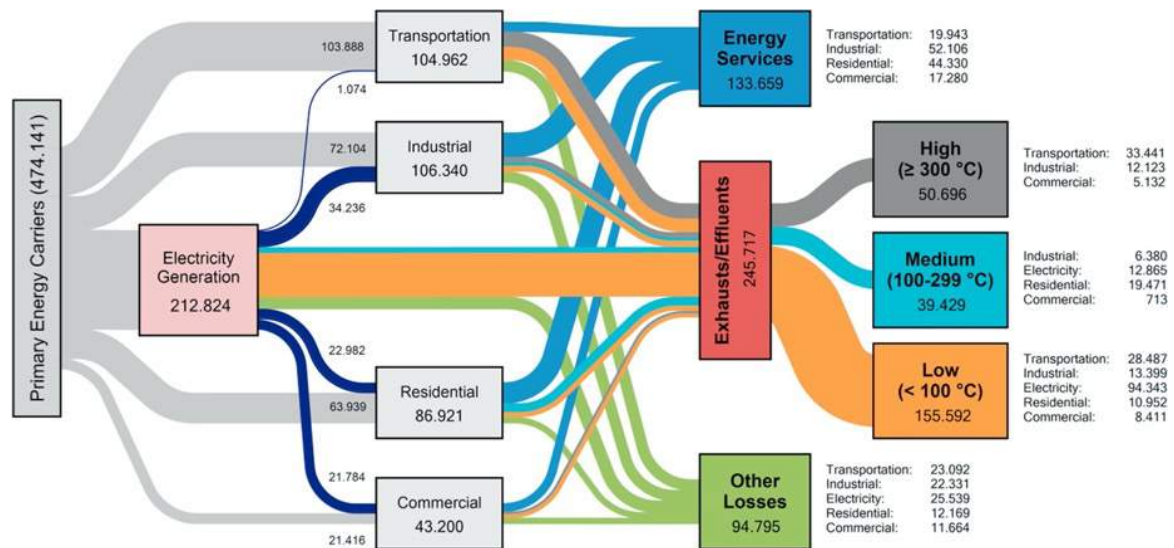 Primary Energy Carriers (474.141)
103.888
1.074
72.104
34.236
Electricity
Generation
212.824
22.982
63.939
21.784
21.416
Transportation
104.962
Industrial
106.340
Residential
86.921
Commercial
43.200
Energy
Services
133.659
Transportation: 19.943
Industrial: 52.106
Residential: 44.330
Commercial: 17.280
Exhausts/Effluents
245.717
High
(≥ 300 °C)
50.696
Transportation: 33.441
Industrial: 12.123
Commercial: 5.132
Medium
(100-299 °C)
39.429
Industrial: 6.380
Electricity: 12.865
Residential: 19.471
Commercial: 713
Low
(< 100 °C)
155.592
Transportation: 28.487
Industrial: 13.399
Electricity: 94.343
Residential: 10.952
Commercial: 8.411
Other
Losses
94.795
Transportation: 23.092
Industrial: 22.331
Electricity: 25.539
Residential: 12.169
Commercial: 11.664